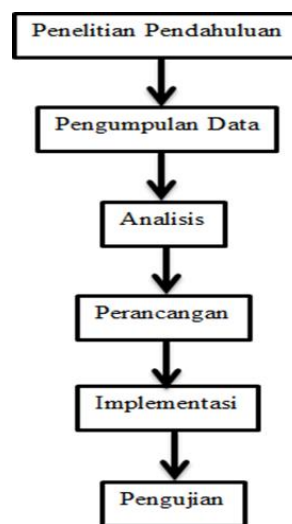 Penelitian Pendahuluan
Pengumpulan Data
Analisis
Perancangan
Implementasi
Pengujian